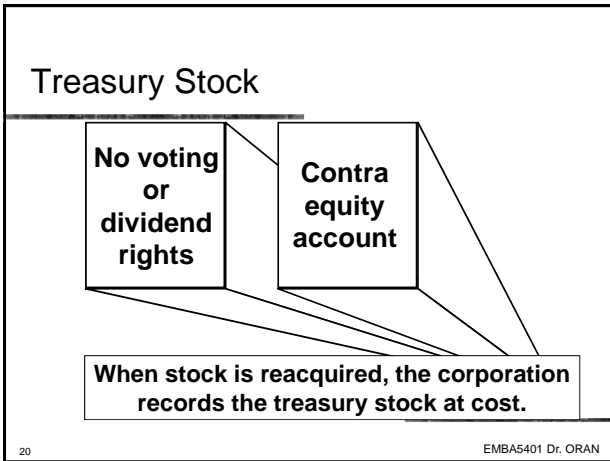 Treasury Stock
No voting
or
dividend
rights
Contra
equity
account
When stock is reacquired, the corporation
records the treasury stock at cost.
20
EMBA5401 Dr. ORAN